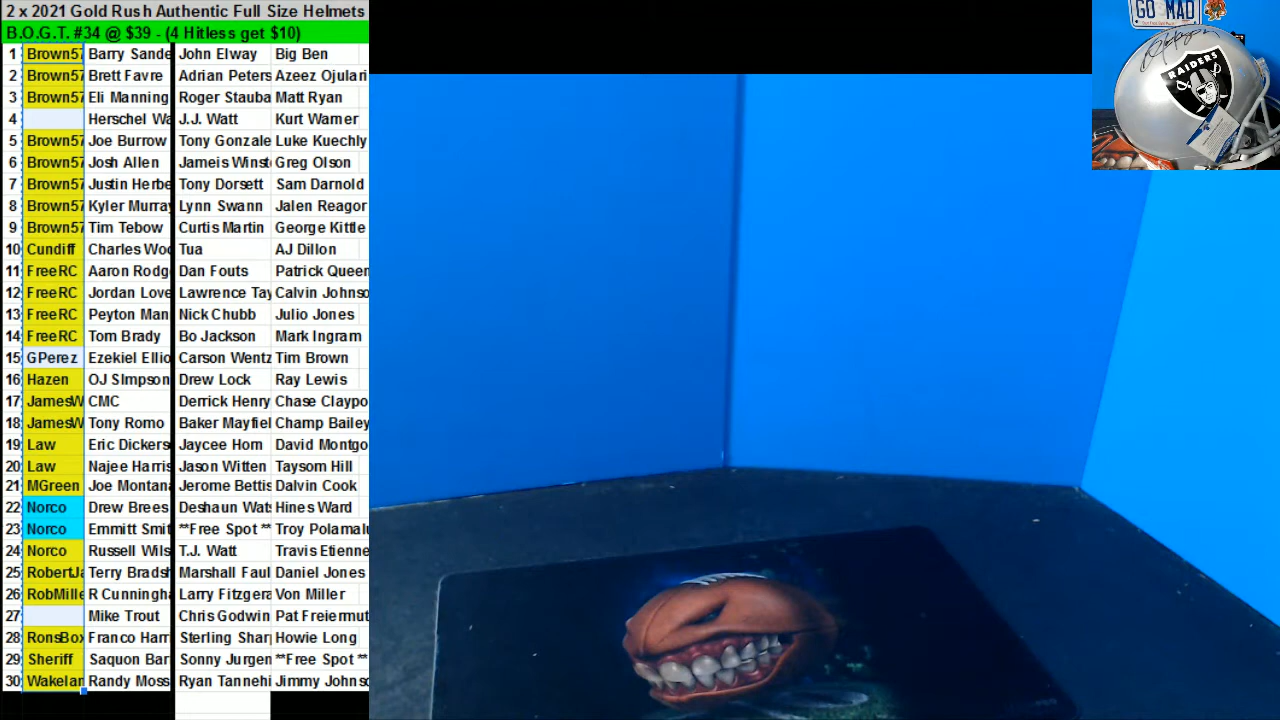 2 x 2021 Gold Rush Authentic Full Size Helmets
B.O.G.T. #34 @ $39 - (4 Hitless get $10)
1 Brown57 Barry Sande John Elway Big Ben
2 Brown57 Brett Favre Adrian Peters Azeez Ojulari
3 Brown57 Eli Manning Roger Stauba Matt Ryan
4 Herschel Wa J.J. Watt Kurt Warner
5 Brown57 Joe Burrow Tony Gonzale Luke Kuechly
6 Brown57 Josh Allen Jameis Winst Greg Olson
7 Brown57 Justin Herbe Tony Dorsett Sam Darnold
8 Brown57 Kyler Murray Lynn Swann Jalen Reagor
9 Brown57 Tim Tebow Curtis Martin George Kittle
10 Cundiff Charles Woo Tua AJ Dillon
11 FreeRC Aaron Rodg Dan Fouts Patrick Queen
12 FreeRC Jordan Love Lawrence Tay Calvin Johnso
13 FreeRC Peyton Man Nick Chubb Julio Jones
14 FreeRC Tom Brady Bo Jackson Mark Ingram
15 GPerez Ezekiel Ellio Carson Wentz Tim Brown
16 Hazen OJ SImpson Drew Lock Ray Lewis
17 JamesW CMC Derrick Henry Chase Claypo
18 JamesW Tony Romo Baker Mayfiel Champ Bailey
19 Law Eric Dickers Jaycee Horn David Montgo
20 Law Najee Harris Jason Witten Taysom Hill
21 MGreen Joe Montana Jerome Bettis Dalvin Cook
22 Norco Drew Brees Deshaun Wats Hines Ward
23 Norco Emmitt Smit **Free Spot ** Troy Polamalu
24 Norco Russell Wils T.J. Watt Travis Etienne
25 RobertJa Terry Bradsh Marshall Faul Daniel Jones
26 RobMille R Cunningha Larry Fitzgera Von Miller
27 Mike Trout Chris Godwin Pat Freiermut
28 RonsBox Franco Harr Sterling Shar Howie Long
29 Sheriff Saquon Bar Sonny Jurgen **Free Spot **
30 Wakelan Randy Moss Ryan Tannehi Jimmy Johnso
GO MAD
RAIDERS